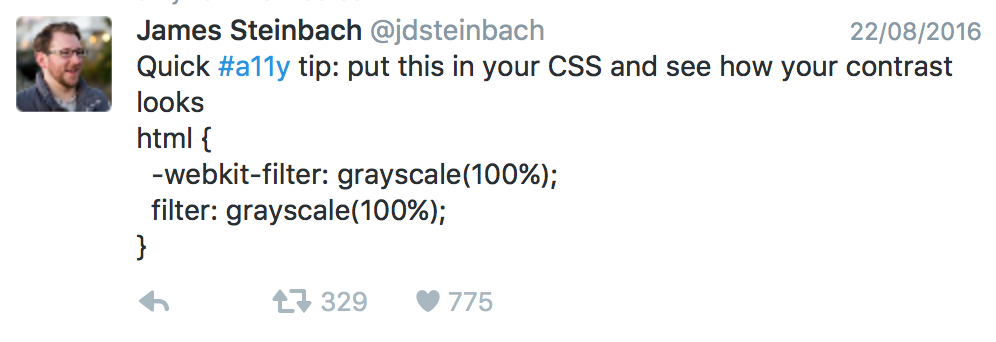 James Steinbach @jdsteinbach 22/08/2016
Quick #a11y tip: put this in your CSS and see how your contrast
looks
html {
-webkit-filter: grayscale(100%);
filter: grayscale(100%);
}
329 775